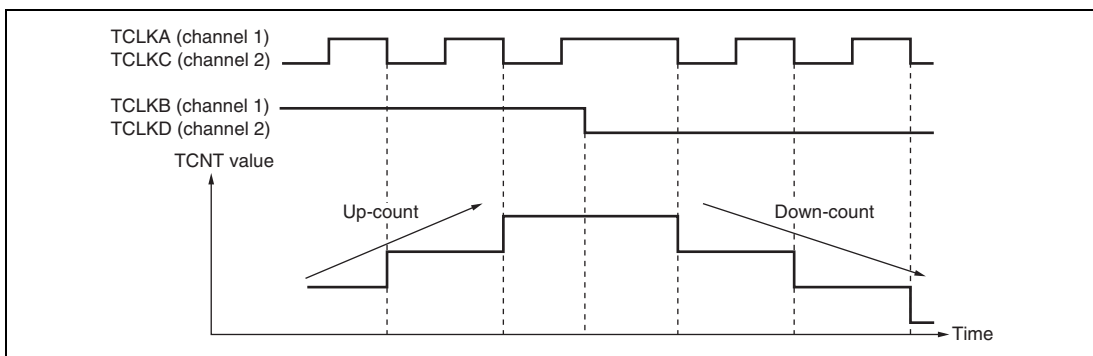 TCLKA (channel 1)
TCLKC (channel 2)
TCLKB (channel 1)
TCLKD (channel 2)
TCNT value
Up-count
Down-count
Time